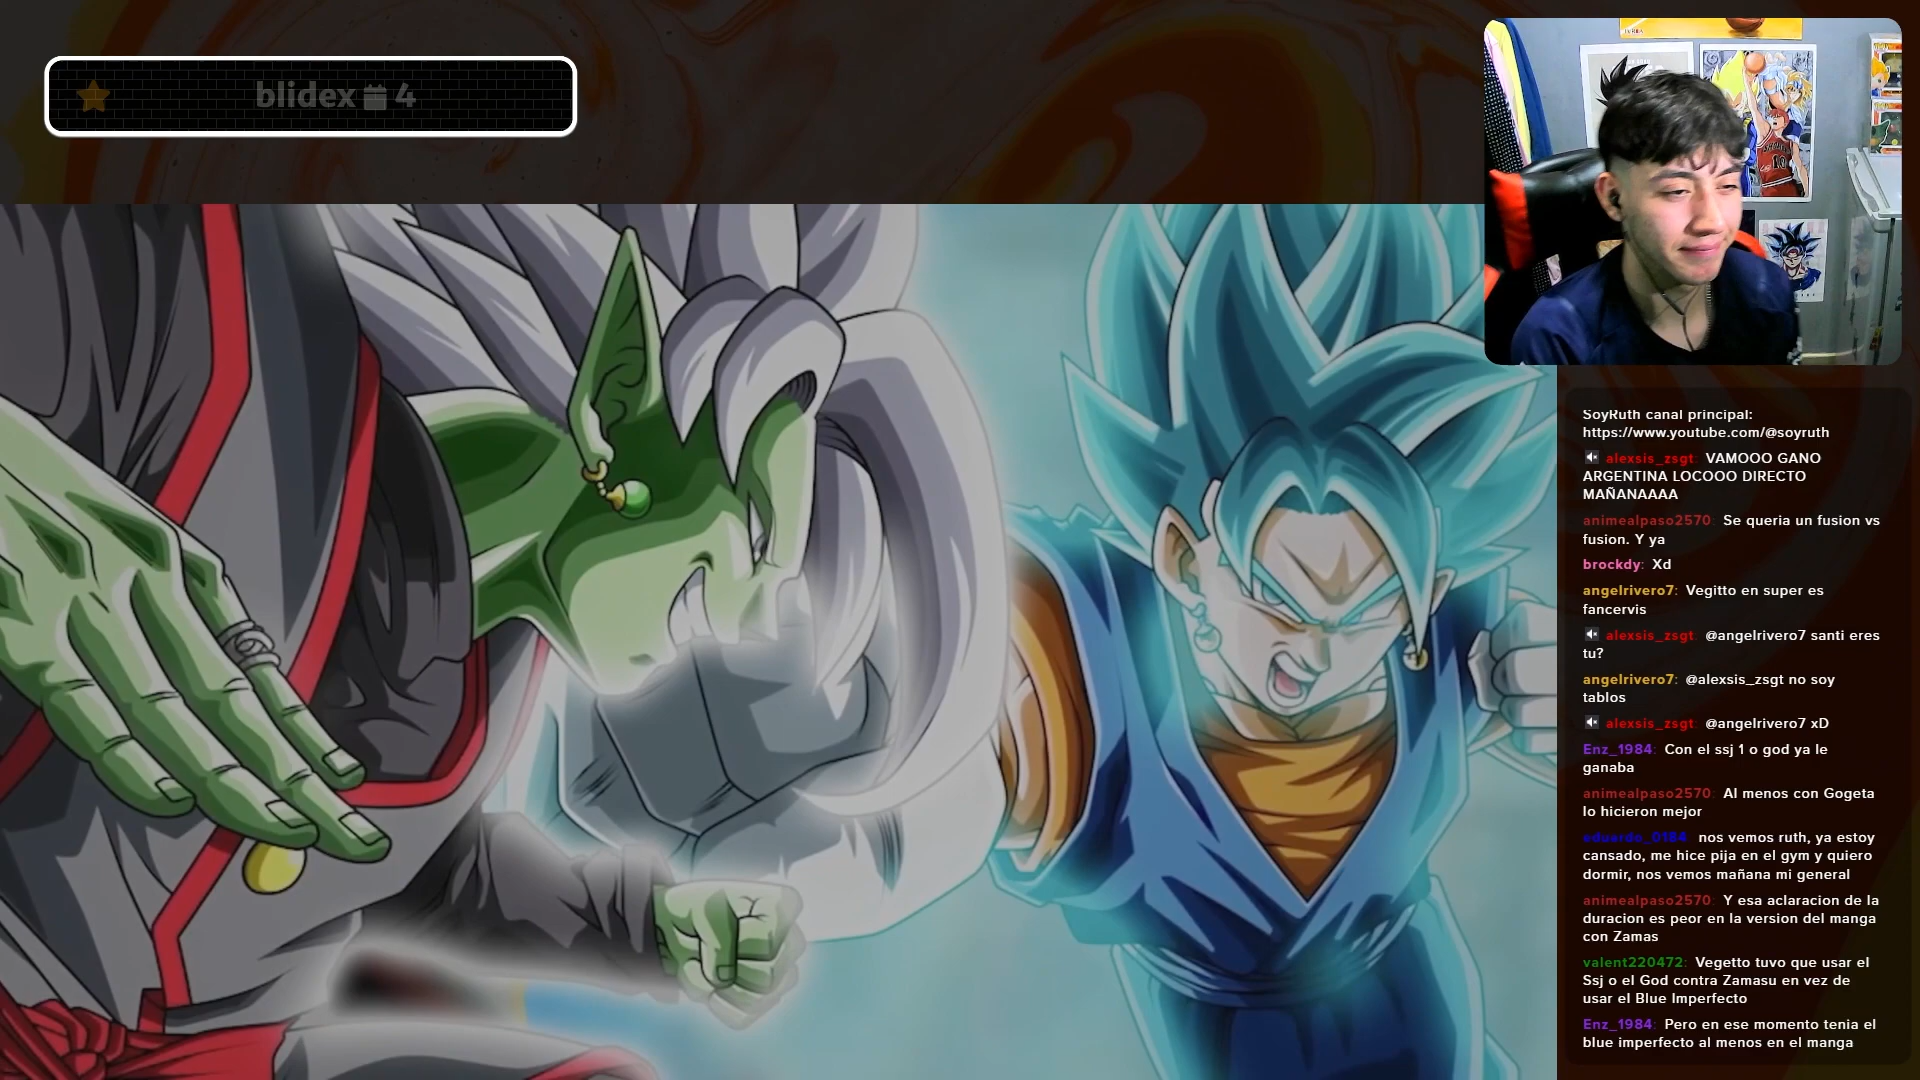 blidex 4
SoyRuth canal principal:
https://www.youtube.com/@soyruth
alexsis_zsgt: VAMOOO GANO
ARGENTINA LOCOOO DIRECTO
MAÑANAAAA
animealpaso2570: Se queria un fusion vs
fusion. Y ya
brockdy: Xd
angelrivero7: Vegitto en super es
fancervis
alexsis_zsgt: @angelrivero7 santi eres
tu?
angelrivero7: @alexsis_zsgt no soy
tablos
alexsis_zsgt: @angelrivero7 xD
Enz_1984: Con el ssj 1 o god ya le
ganaba
animealpaso2570: Al menos con Gogeta
lo hicieron mejor
eduardo_0184: nos vemos ruth, ya estoy
cansado, me hice pija en el gym y quiero
dormir, nos vemos mañana mi general
animealpaso2570: Y esa aclaracion de la
duracion es peor en la version del manga
con Zamas
valent220472: Vegetto tuvo que usar el
Ssj o el God contra Zamasu en vez de
usar el Blue Imperfecto
Enz_1984: Pero en ese momento tenia el
blue imperfecto al menos en el manga